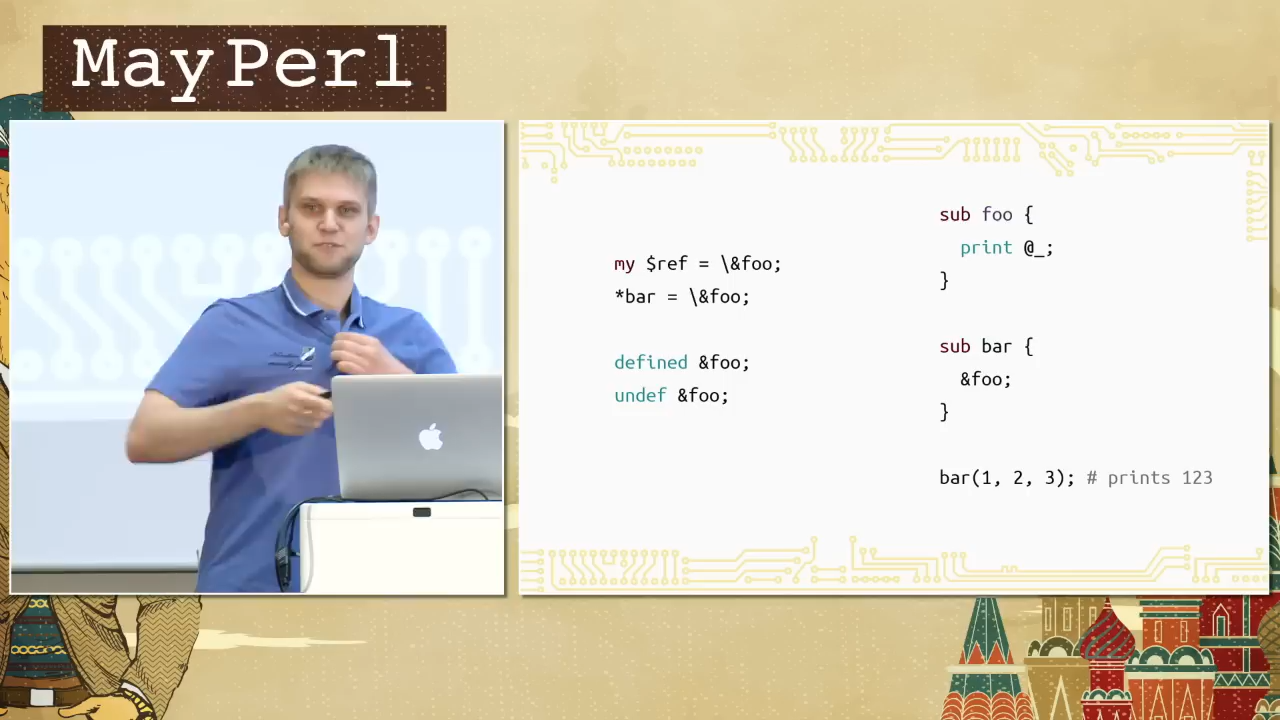 MayPerl
my $ref = \&foo;
*bar = \&foo;
defined &foo;
undef &foo;
sub foo {
  print @_;
}
sub bar {
  &foo;
}
bar(1, 2, 3); # prints 123